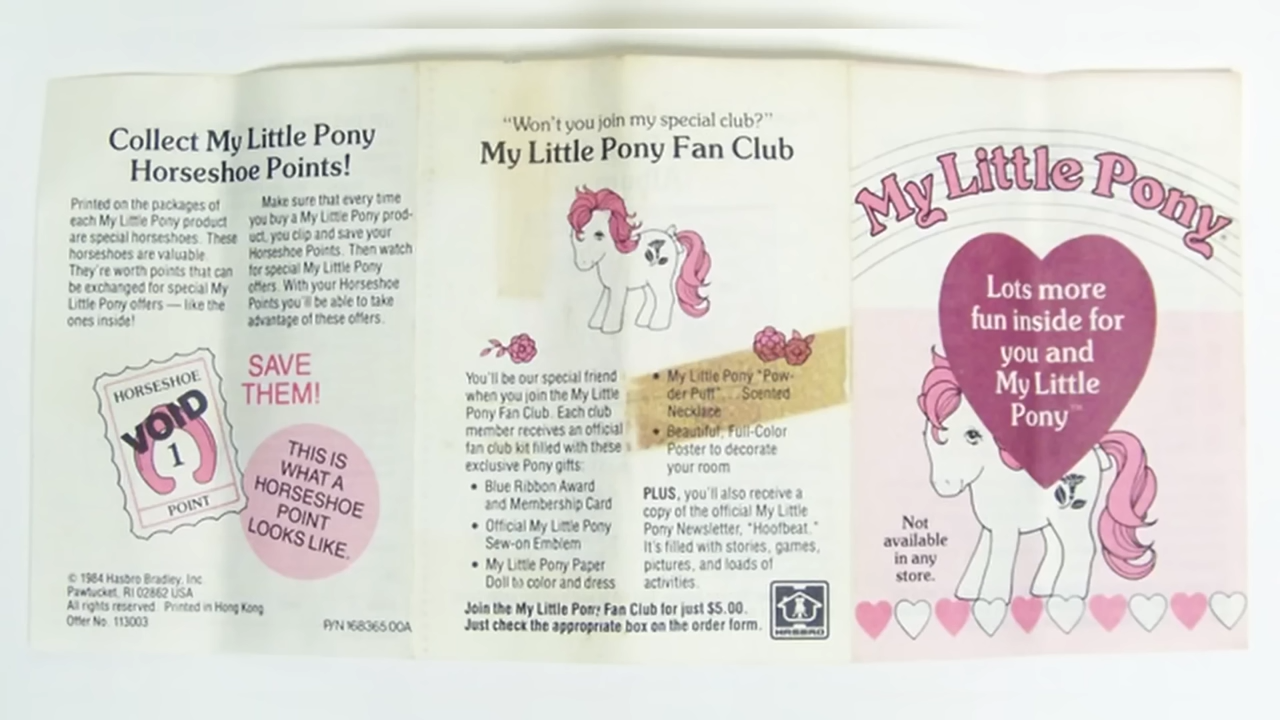 Collect My Little Pony
Horseshoe Points!
Printed on the packages of
each My Little Pony product
are special horseshoes. These
horseshoes are valuable.
They're worth points that can
be exchanged for special My
Little Pony offers — like the
ones inside!
Make sure that every time
you buy a My Little Pony prod-
uct, you clip and save your
Horseshoe Points. Then watch
for special My Little Pony
offers. With your Horseshoe
Points you'll be able to take
advantage of these offers.
HORSESHOE
VOID
1
POINT
SAVE
THEM!
THIS IS
WHAT A
HORSESHOE
POINT
LOOKS LIKE.
© 1984 Hasbro Bradley, Inc.
Pawtucket, RI 02862 USA
All rights reserved. Printed in Hong Kong
Offer No. 113003
P/N 168365 00A
"Won't you join my special club?"
My Little Pony Fan Club
You'll be our special friend
when you join the My Little
Pony Fan Club. Each club
member receives an official
fan club kit filled with these
exclusive Pony gifts:
• Blue Ribbon Award
and Membership Card
• Official My Little Pony
Sew-on Emblem
• My Little Pony Paper
Doll to color and dress
• My Little Pony "Pow-
der Puff"... Scented
Necklace
• Beautiful, Full-Color
Poster to decorate
your room
PLUS, you'll also receive a
copy of the official My Little
Pony Newsletter, "Hoofbeat."
It's filled with stories, games,
pictures, and loads of
activities.
Join the My Little Pony Fan Club for just $5.00.
Just check the appropriate box on the order form.
HASBRO
My Little Pony
Lots more
fun inside for
you and
My Little
Pony™
Not
available
in any
store.